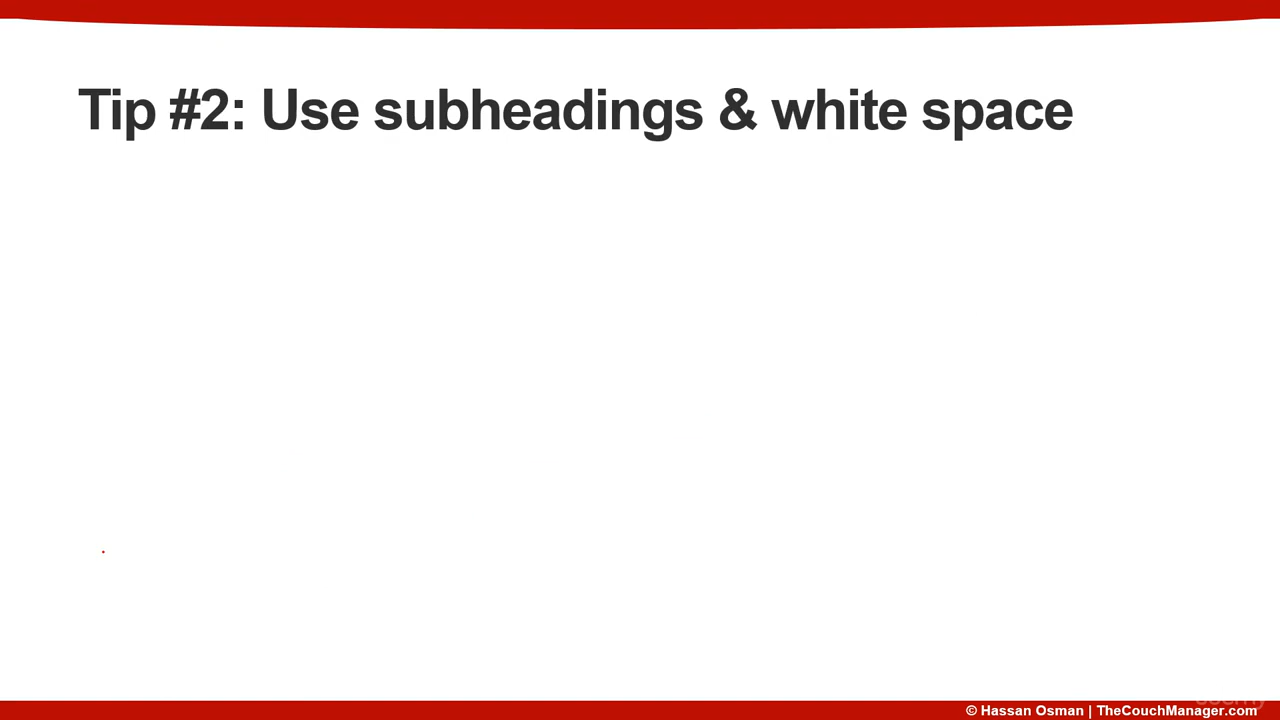 Tip #2: Use subheadings & white space
© Hassan Osman | TheCouchManager.com